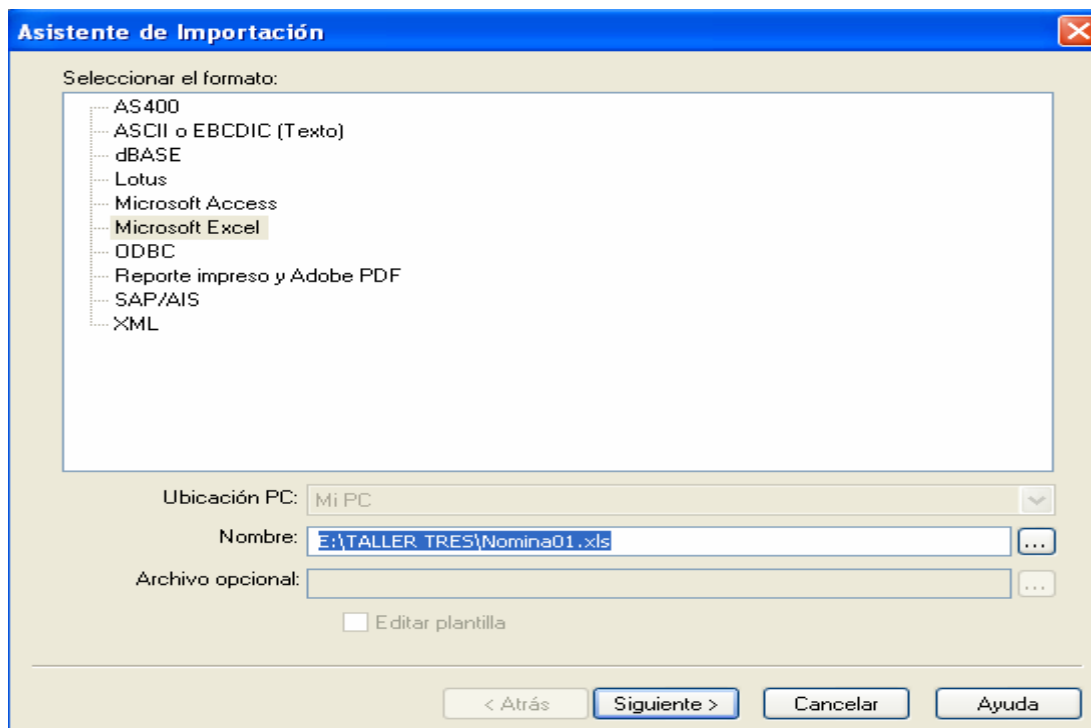 Asistente de Importación
Seleccionar el formato:
AS400
ASCII o EBCDIC (Texto)
dBASE
Lotus
Microsoft Access
Microsoft Excel
ODBC
Reporte impreso y Adobe PDF
SAP/AIS
XML
Ubicación PC: Mi PC
Nombre: E:\TALLER TRES\Nomina01.xls ...
Archivo opcional: ...
Editar plantilla
< Atrás Siguiente > Cancelar Ayuda